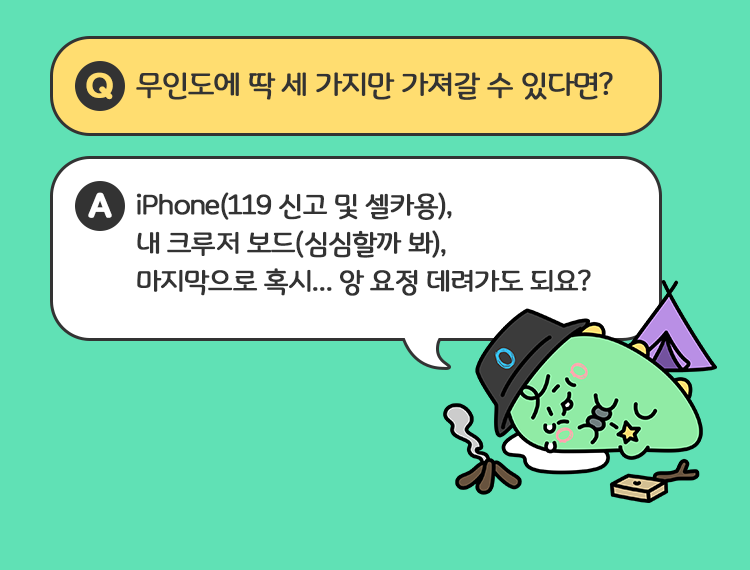 Q 무인도에 딱 세 가지만 가져갈 수 있다면?
A iPhone(119 신고 및 셀카용),
내 크루저 보드(심심할까 봐),
마지막으로 혹시... 앙 요정 데려가도 되요?